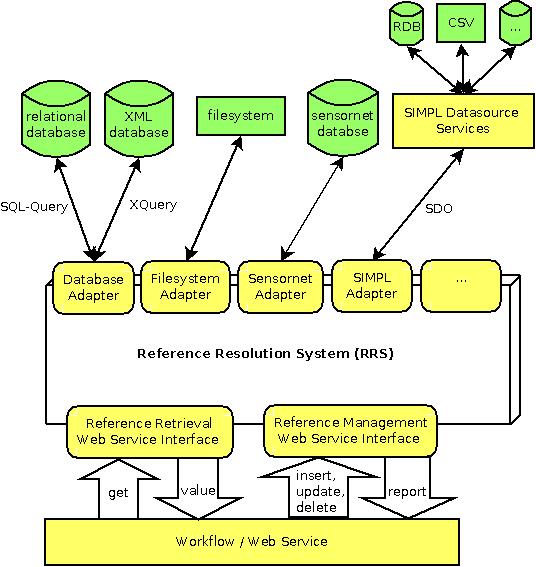 RDB
CSV
...
relational
database
XML
database
filesystem
sensornet
databse
SIMPL Datasource
Services
SQL-Query
XQuery
SDO
Database
Adapter
Filesystem
Adapter
Sensornet
Adapter
SIMPL
Adapter
...
Reference Resolution System (RRS)
Reference Retrieval
Web Service Interface
Reference Management
Web Service Interface
get
value
insert,
update,
delete
report
Workflow / Web Service